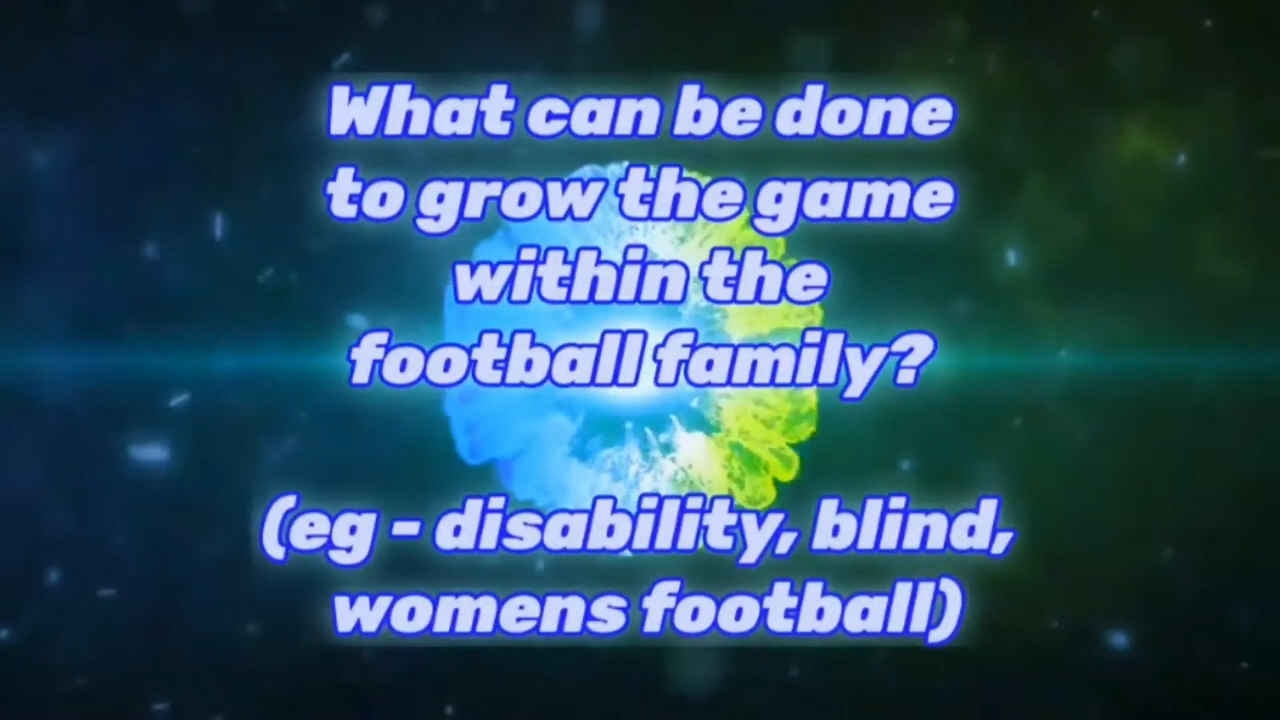 What can be done
to grow the game
within the
football family?
(eg - disability, blind,
womens football)